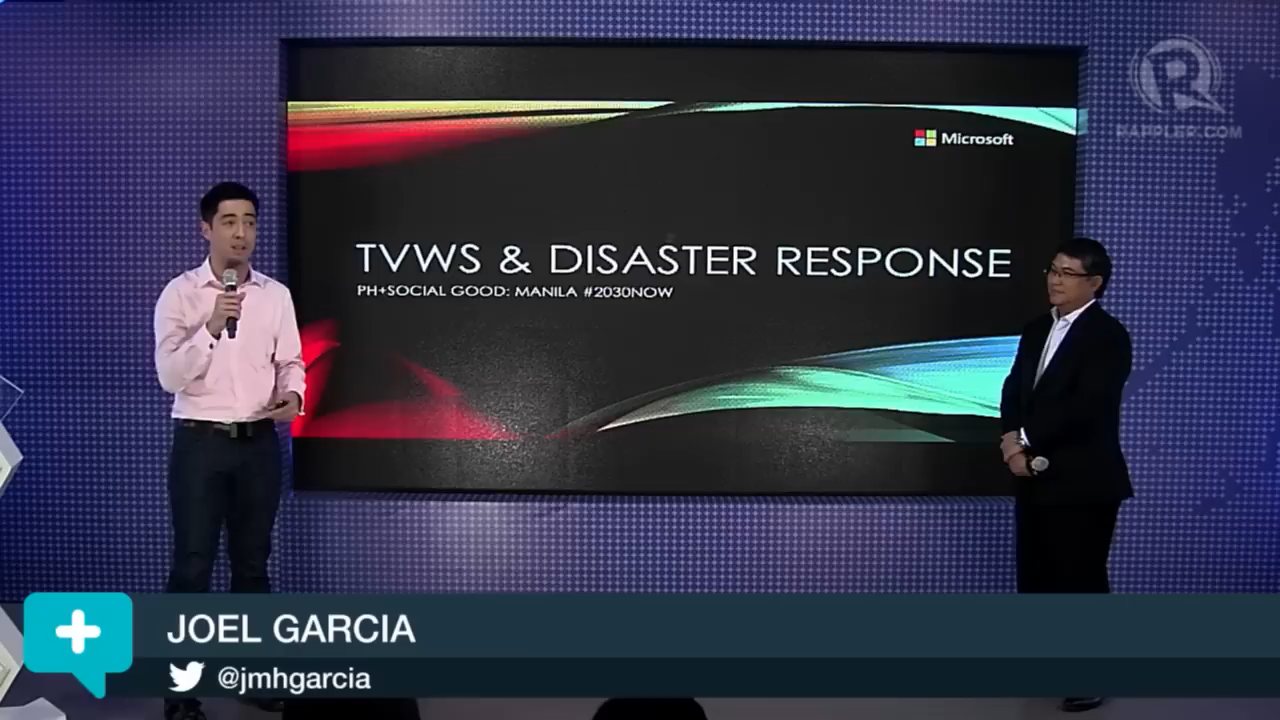 RAPPLER.COM
Microsoft
TVWS & DISASTER RESPONSE
PH+SOCIAL GOOD: MANILA #2030NOW
JOEL GARCIA
@jmhgarcia